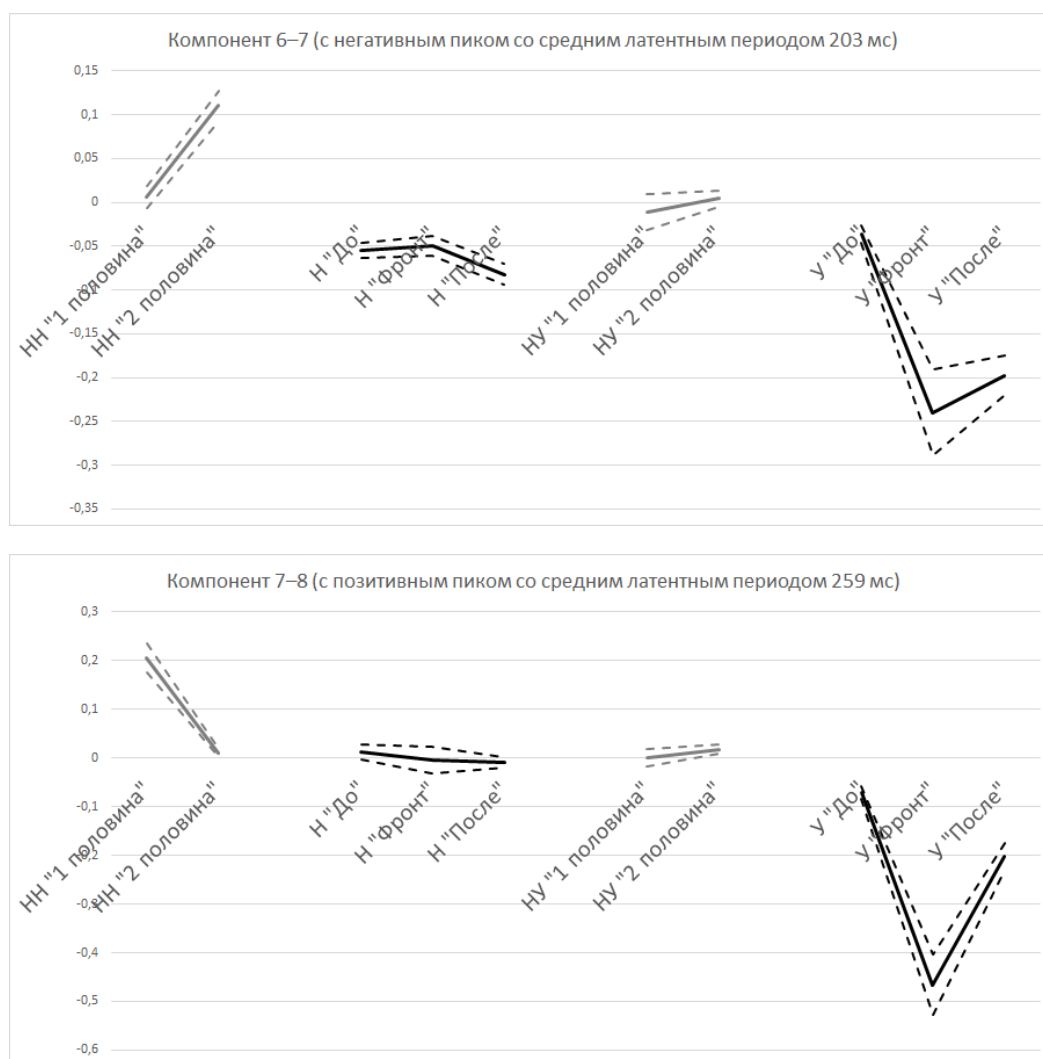 Компонент 6–7 (с негативным пиком со средним латентным периодом 203 мс)
0,15
0,1
0,05
0
-0,05
-0,1
-0,15
-0,2
-0,25
-0,3
-0,35
НН "1 половина"
НН "2 половина"
Н "До"
Н "Фронт"
Н "После"
НУ "1 половина"
НУ "2 половина"
У "До"
У "Фронт"
У "После"
Компонент 7–8 (с позитивным пиком со средним латентным периодом 259 мс)
0,3
0,2
0,1
0
-0,1
-0,2
-0,3
-0,4
-0,5
-0,6
НН "1 половина"
НН "2 половина"
Н "До"
Н "Фронт"
Н "После"
НУ "1 половина"
НУ "2 половина"
У "До"
У "Фронт"
У "После"